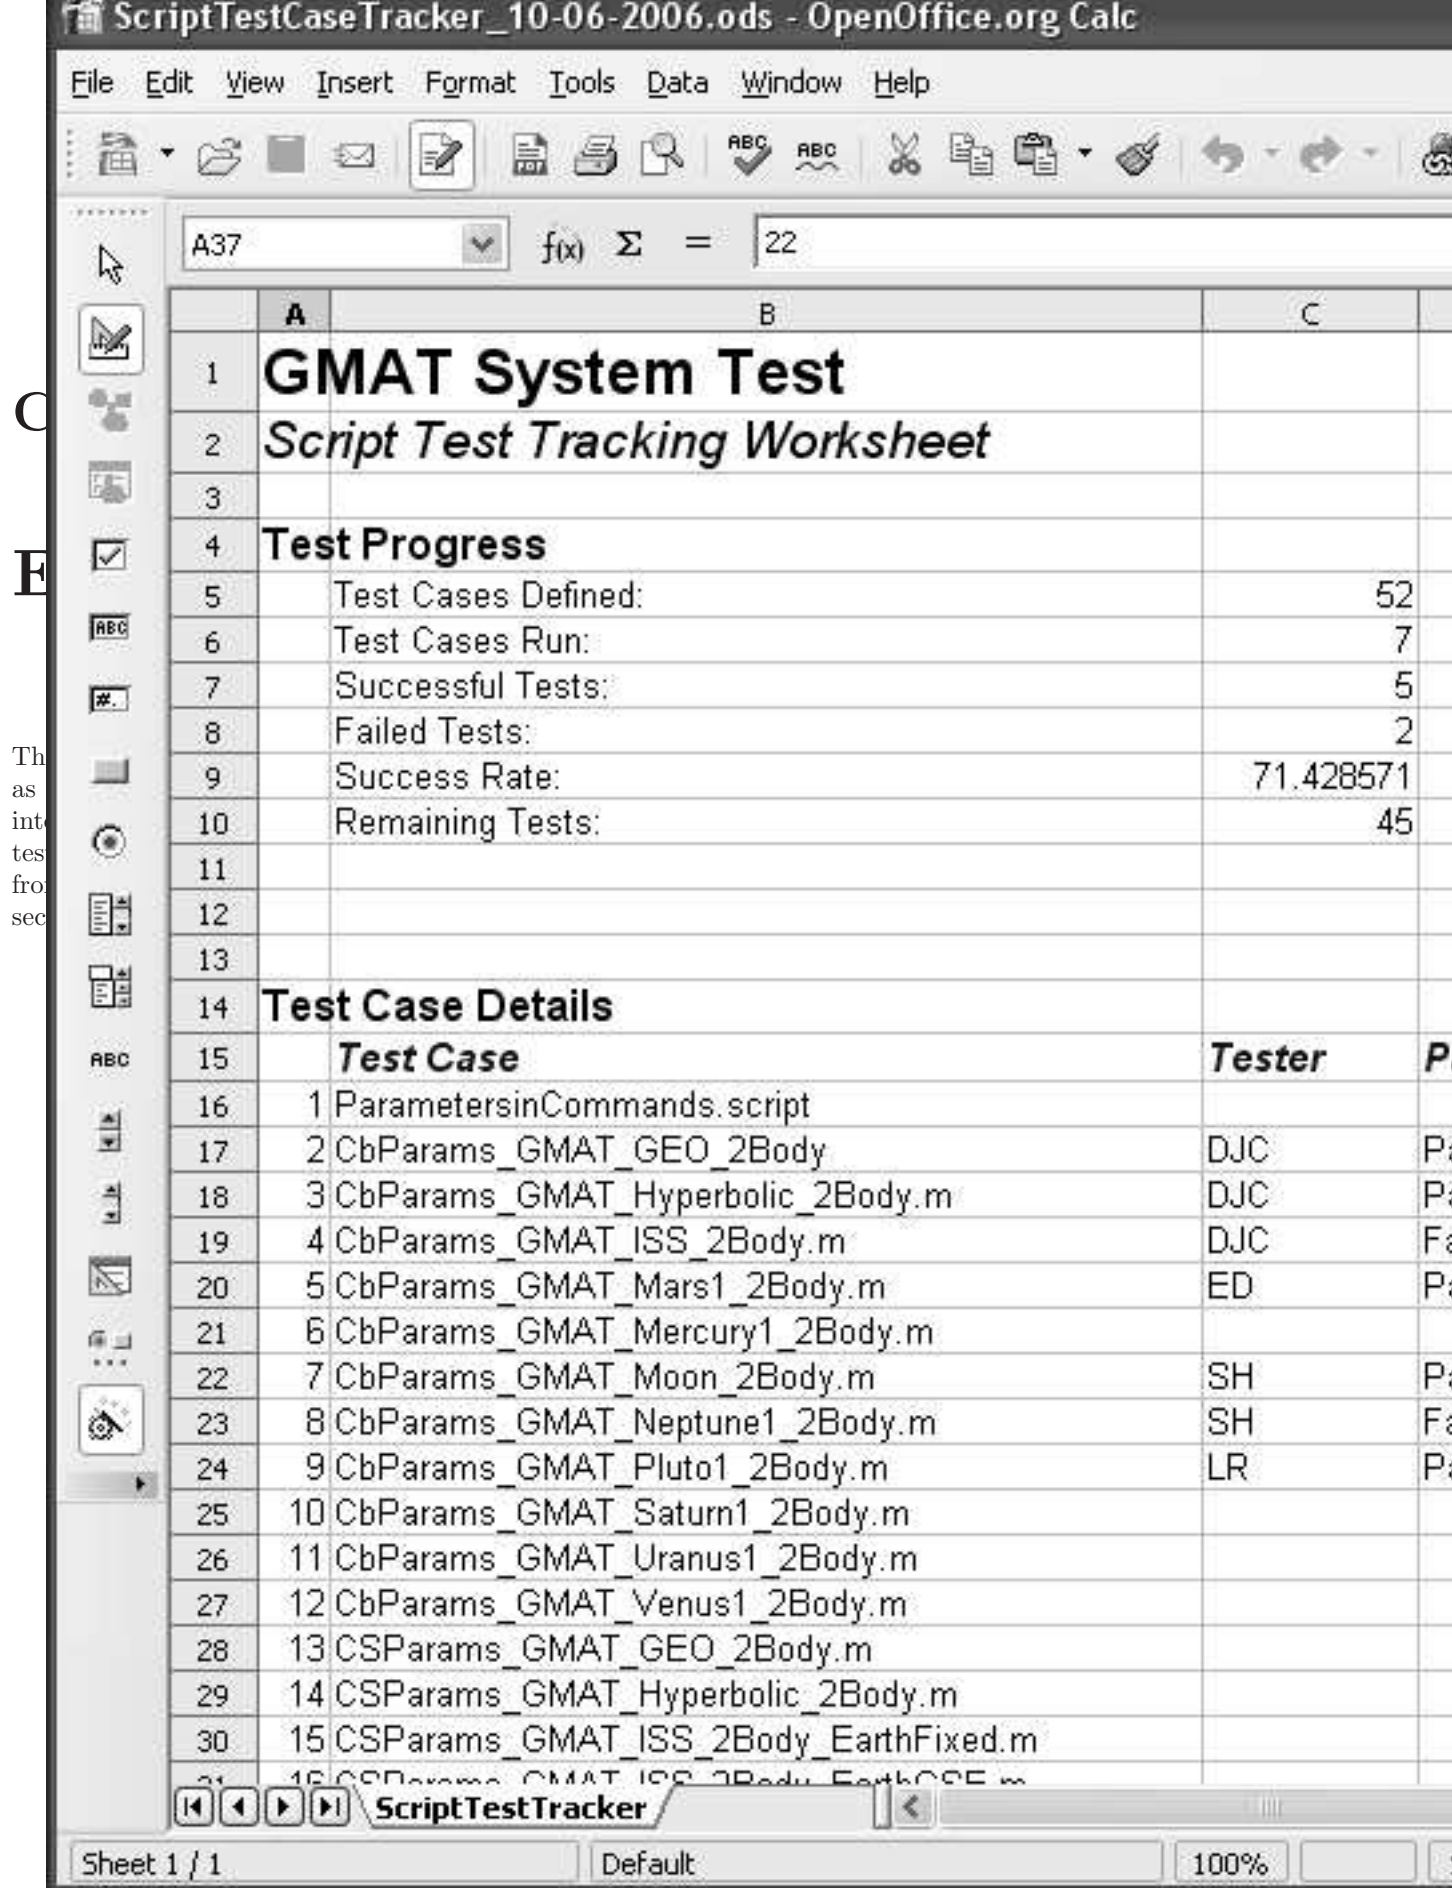 ScriptTestCaseTracker_10-06-2006.ods - OpenOffice.org Calc
File Edit View Insert Format Tools Data Window Help
A37 f(x) Σ = 22
A B C
1 GMAT System Test
2 Script Test Tracking Worksheet
3
4 Test Progress
5 Test Cases Defined: 52
6 Test Cases Run: 7
7 Successful Tests: 5
8 Failed Tests: 2
9 Success Rate: 71.428571
10 Remaining Tests: 45
11
12
13
14 Test Case Details
15 Test Case Tester
16 1 ParametersinCommands.script
17 2 CbParams_GMAT_GEO_2Body DJC
18 3 CbParams_GMAT_Hyperbolic_2Body.m DJC
19 4 CbParams_GMAT_ISS_2Body.m DJC
20 5 CbParams_GMAT_Mars1_2Body.m ED
21 6 CbParams_GMAT_Mercury1_2Body.m
22 7 CbParams_GMAT_Moon_2Body.m SH
23 8 CbParams_GMAT_Neptune1_2Body.m SH
24 9 CbParams_GMAT_Pluto1_2Body.m LR
25 10 CbParams_GMAT_Saturn1_2Body.m
26 11 CbParams_GMAT_Uranus1_2Body.m
27 12 CbParams_GMAT_Venus1_2Body.m
28 13 CSParams_GMAT_GEO_2Body.m
29 14 CSParams_GMAT_Hyperbolic_2Body.m
30 15 CSParams_GMAT_ISS_2Body_EarthFixed.m
31 16 CSParams_GMAT_ISS_2Body_EarthGSE.m
ScriptTestTracker
Sheet 1 / 1 Default 100%